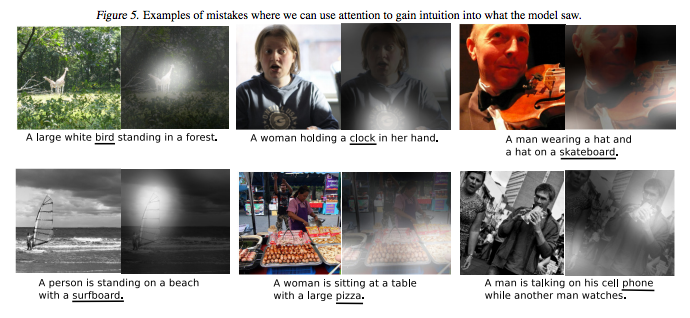 Figure 5. Examples of mistakes where we can use attention to gain intuition into what the model saw.
A large white bird standing in a forest.
A woman holding a clock in her hand.
A man wearing a hat and
a hat on a skateboard.
A person is standing on a beach
with a surfboard.
A woman is sitting at a table
with a large pizza.
A man is talking on his cell phone
while another man watches.